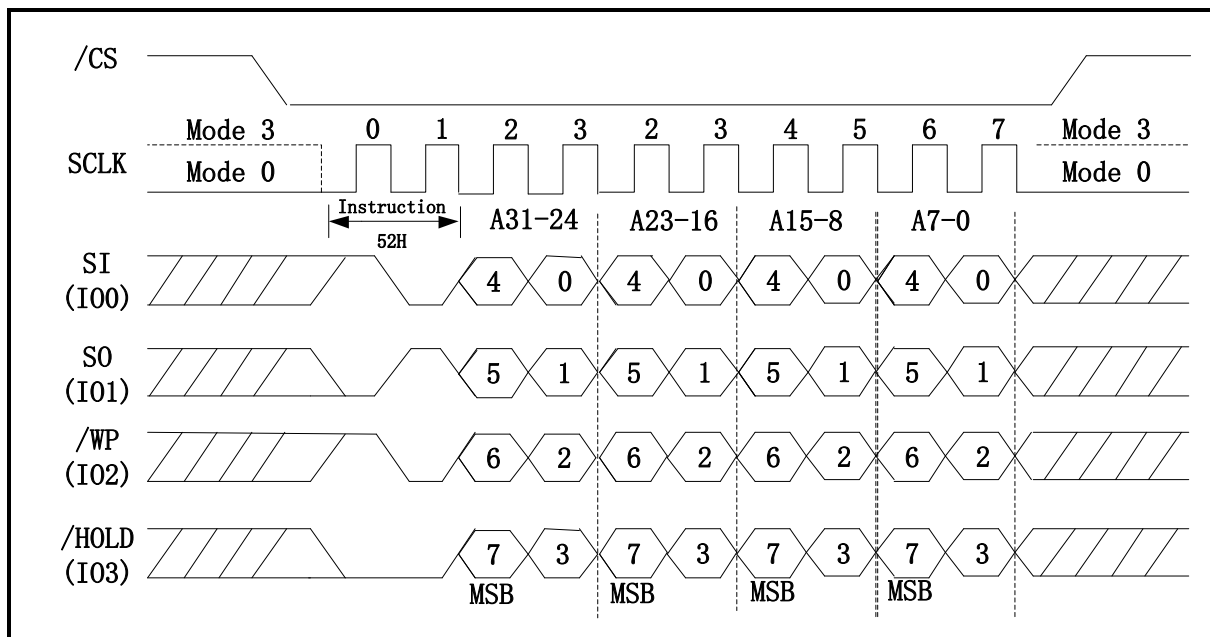 /CS
Mode 3 0 1 2 3 2 3 4 5 6 7 Mode 3
SCLK
Mode 0 Mode 0
Instruction
52H
A31-24 A23-16 A15-8 A7-0
SI
(IO0)
4 0 4 0 4 0 4 0
SO
(IO1)
5 1 5 1 5 1 5 1
/WP
(IO2)
6 2 6 2 6 2 6 2
/HOLD
(IO3)
7 3 7 3 7 3 7 3
MSB MSB MSB MSB